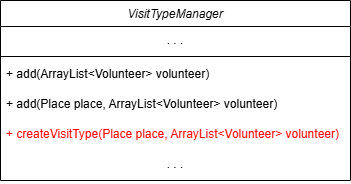 VisitTypeManager
. . .
+ add(ArrayList<Volunteer> volunteer)
+ add(Place place, ArrayList<Volunteer> volunteer)
+ createVisitType(Place place, ArrayList<Volunteer> volunteer)
. . .